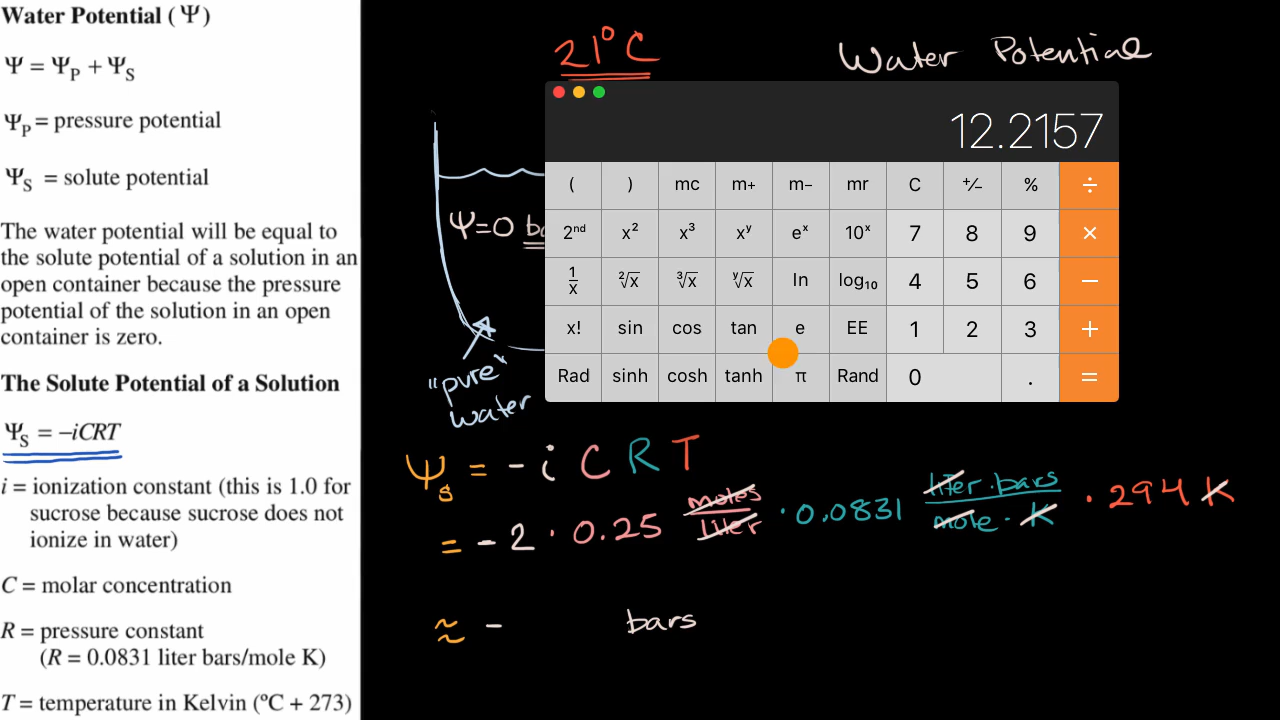 Water Potential (Ψ)
Ψ = Ψ_P + Ψ_S
Ψ_P = pressure potential
Ψ_S = solute potential
The water potential will be equal to
the solute potential of a solution in an
open container because the pressure
potential of the solution in an open
container is zero.
The Solute Potential of a Solution
Ψ_S = −iCRT
i = ionization constant (this is 1.0 for
sucrose because sucrose does not
ionize in water)
C = molar concentration
R = pressure constant
(R = 0.0831 liter bars/mole K)
T = temperature in Kelvin (ºC + 273)
21° C
Water Potential
Ψ=0
"pure"
water
12.2157
( ) mc m+ m− mr C +/− % ÷
2nd x² x³ xʸ eˣ 10ˣ 7 8 9 ×
1/x ²√x ³√x ʸ√x ln log₁₀ 4 5 6 −
x! sin cos tan e EE 1 2 3 +
Rad sinh cosh tanh π Rand 0 . =
Ψ_s = - i C R T
= - 2 · 0.25 moles/liter · 0.0831 liter·bars/mole·K · 294 K
≈ - bars